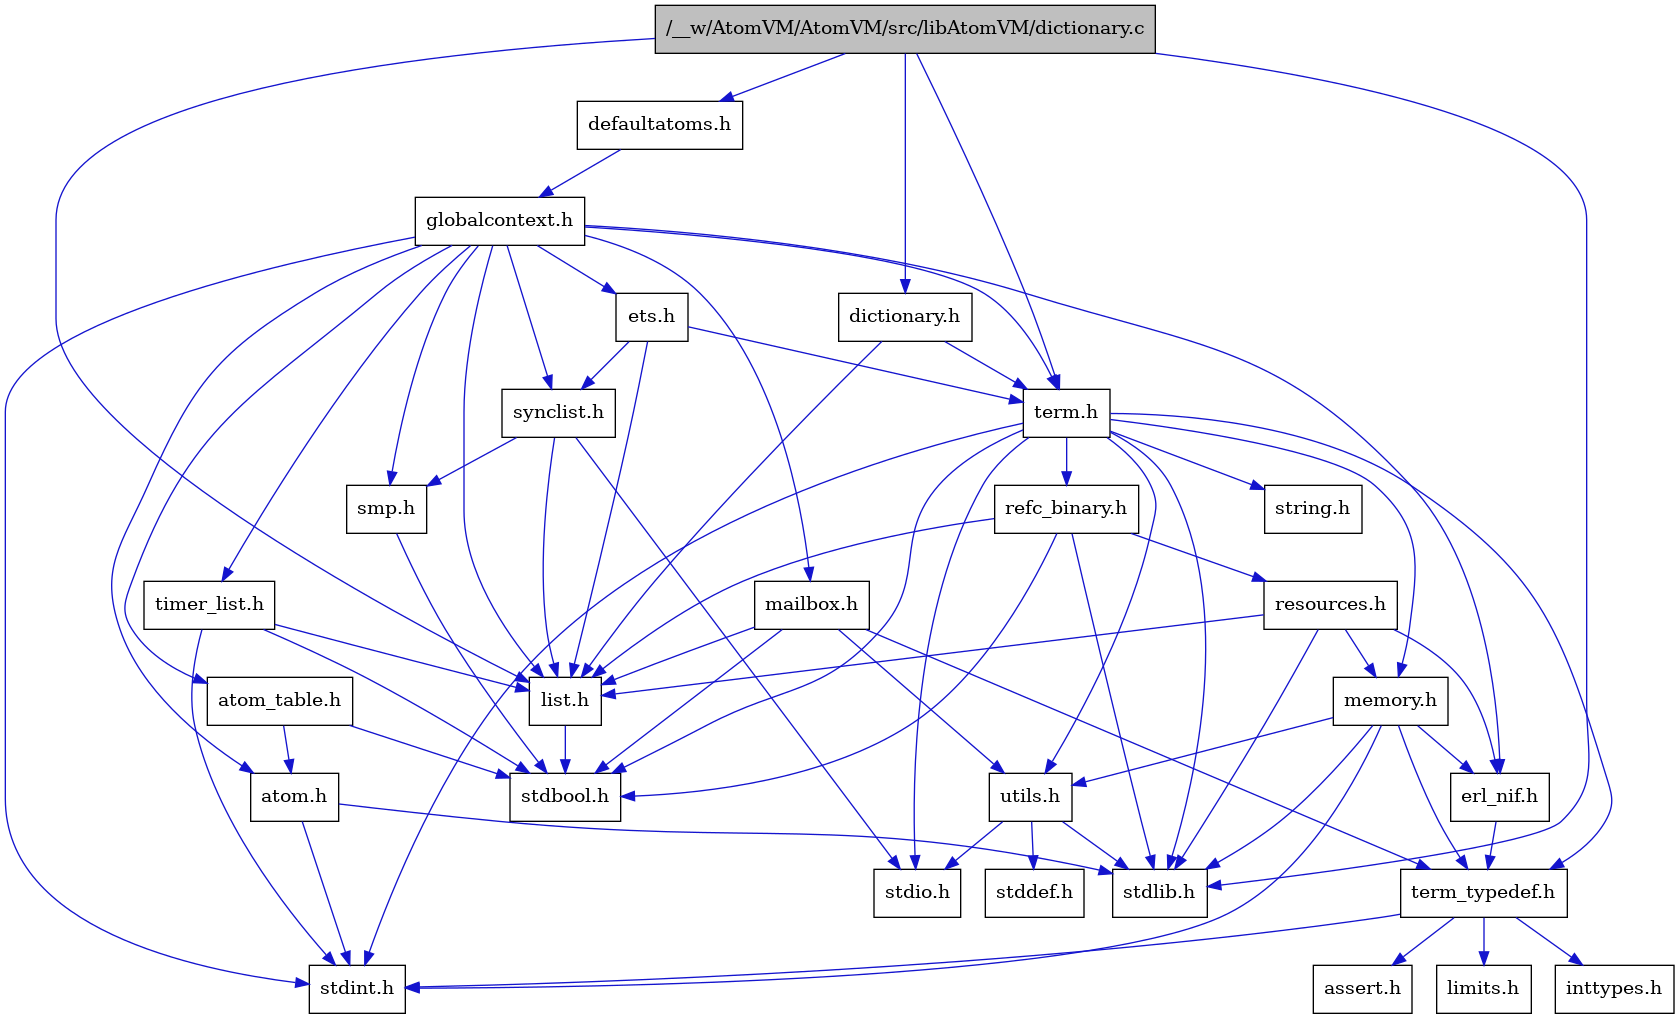 /__w/AtomVM/AtomVM/src/libAtomVM/dictionary.c
defaultatoms.h
globalcontext.h
ets.h
dictionary.h
synclist.h
term.h
smp.h
refc_binary.h
string.h
timer_list.h
mailbox.h
resources.h
atom_table.h
list.h
memory.h
atom.h
stdbool.h
utils.h
erl_nif.h
stdio.h
stddef.h
stdlib.h
term_typedef.h
stdint.h
assert.h
limits.h
inttypes.h